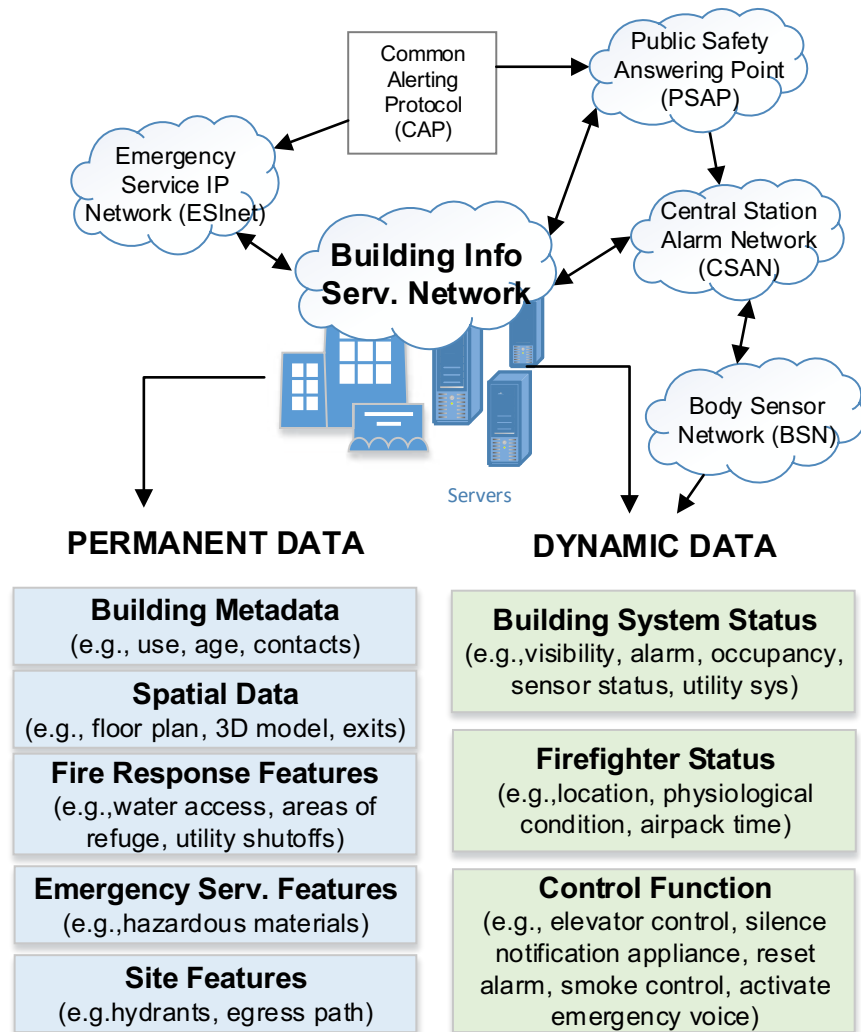 Common
Alerting
Protocol
(CAP)
Public Safety
Answering Point
(PSAP)
Emergency
Service IP
Network (ESInet)
Central Station
Alarm Network
(CSAN)
Building Info
Serv. Network
Body Sensor
Network (BSN)
Servers
PERMANENT DATA
Building Metadata
(e.g., use, age, contacts)
Spatial Data
(e.g., floor plan, 3D model, exits)
Fire Response Features
(e.g.,water access, areas of
refuge, utility shutoffs)
Emergency Serv. Features
(e.g.,hazardous materials)
Site Features
(e.g.hydrants, egress path)
DYNAMIC DATA
Building System Status
(e.g.,visibility, alarm, occupancy,
sensor status, utility sys)
Firefighter Status
(e.g.,location, physiological
condition, airpack time)
Control Function
(e.g., elevator control, silence
notification appliance, reset
alarm, smoke control, activate
emergency voice)